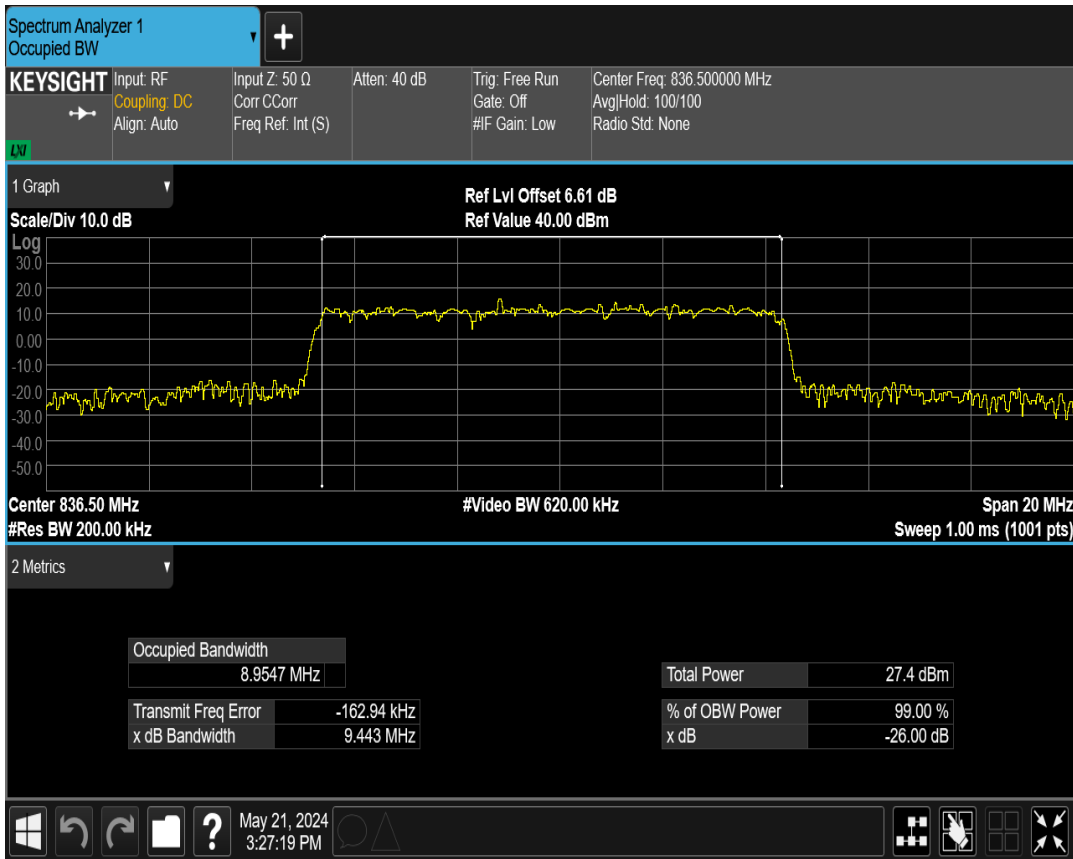 Spectrum Analyzer 1
Occupied BW
+
KEYSIGHT
Input: RF
Coupling: DC
Align: Auto
Input Z: 50 Ω
Corr CCorr
Freq Ref: Int (S)
Atten: 40 dB
Trig: Free Run
Gate: Off
#IF Gain: Low
Center Freq: 836.500000 MHz
Avg|Hold: 100/100
Radio Std: None
LXI
1 Graph
Scale/Div 10.0 dB
Ref Lvl Offset 6.61 dB
Ref Value 40.00 dBm
Log
30.0
20.0
10.0
0.00
-10.0
-20.0
-30.0
-40.0
-50.0
Center 836.50 MHz
#Video BW 620.00 kHz
Span 20 MHz
#Res BW 200.00 kHz
Sweep 1.00 ms (1001 pts)
2 Metrics
Occupied Bandwidth
8.9547 MHz
Total Power 27.4 dBm
Transmit Freq Error -162.94 kHz
% of OBW Power 99.00 %
x dB Bandwidth 9.443 MHz
x dB -26.00 dB
?
May 21, 2024
3:27:19 PM